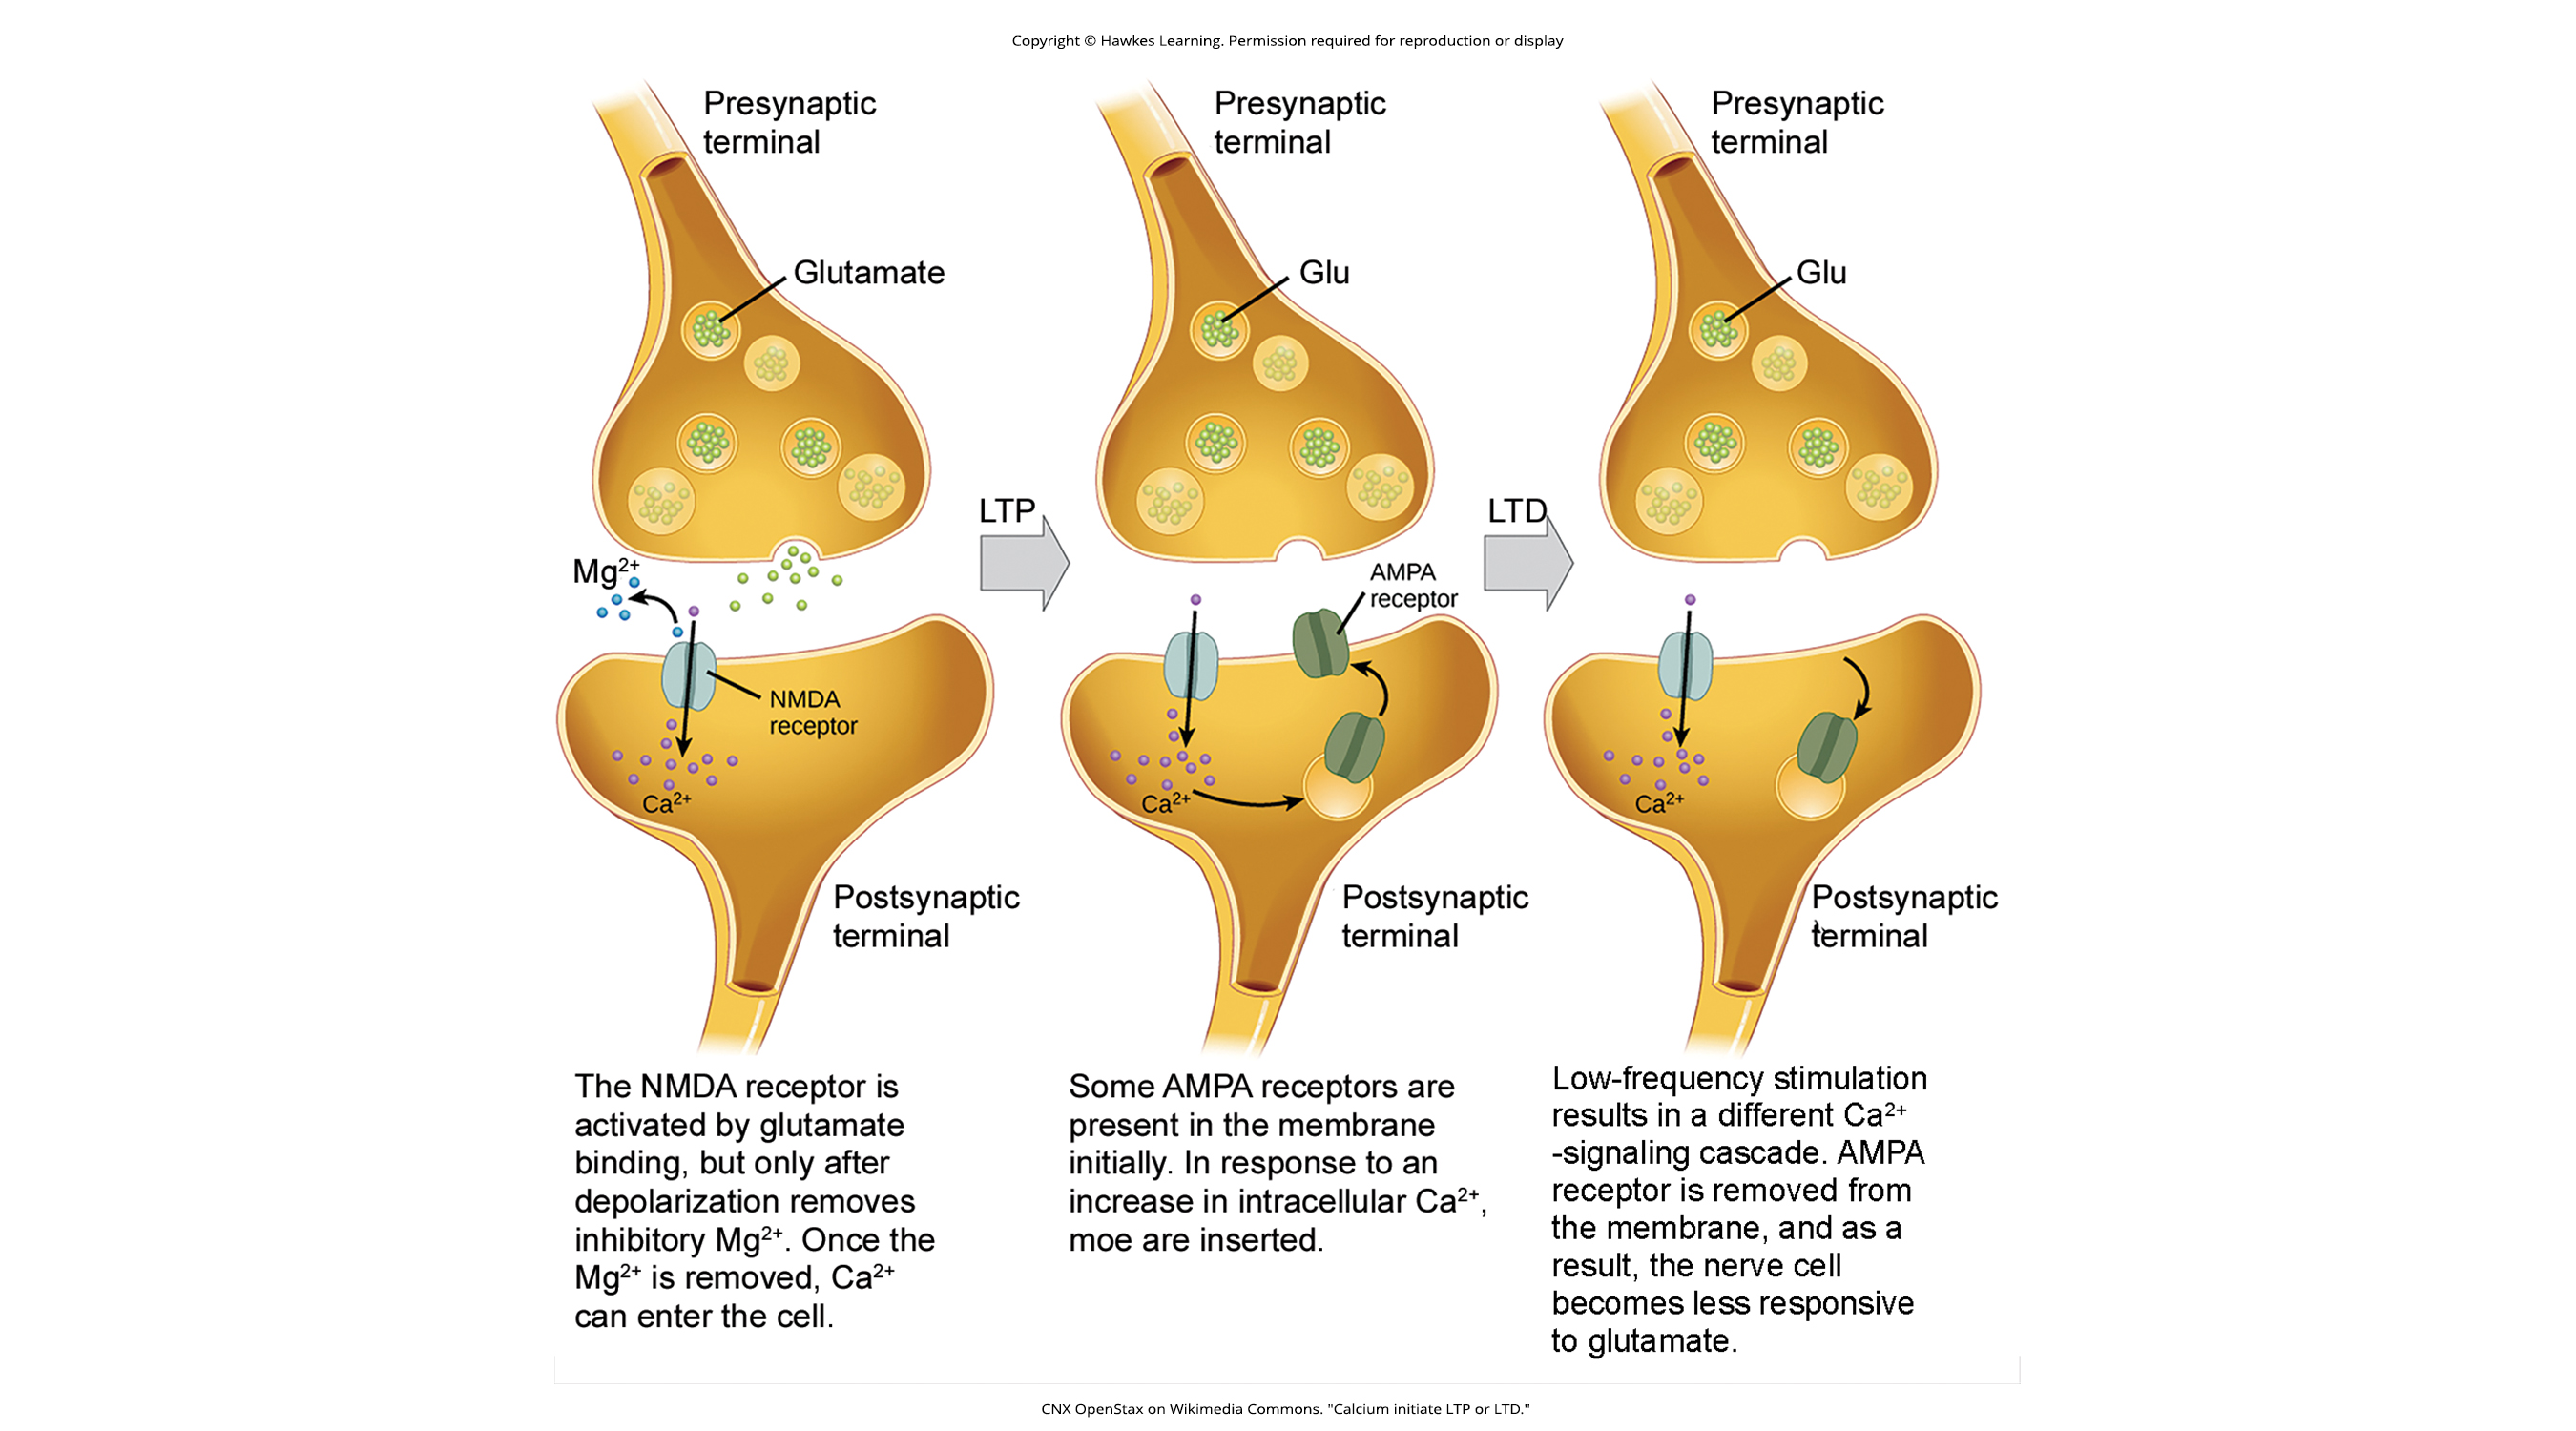 Copyright © Hawkes Learning. Permission required for reproduction or display
Presynaptic
terminal
Glutamate
Mg²⁺
NMDA
receptor
Ca²⁺
Postsynaptic
terminal
The NMDA receptor is
activated by glutamate
binding, but only after
depolarization removes
inhibitory Mg²⁺. Once the
Mg²⁺ is removed, Ca²⁺
can enter the cell.
LTP
Presynaptic
terminal
Glu
AMPA
receptor
Ca²⁺
Postsynaptic
terminal
Some AMPA receptors are
present in the membrane
initially. In response to an
increase in intracellular Ca²⁺,
moe are inserted.
LTD
Presynaptic
terminal
Glu
Ca²⁺
Postsynaptic
terminal
Low-frequency stimulation
results in a different Ca²⁺
-signaling cascade. AMPA
receptor is removed from
the membrane, and as a
result, the nerve cell
becomes less responsive
to glutamate.
CNX OpenStax on Wikimedia Commons. "Calcium initiate LTP or LTD."